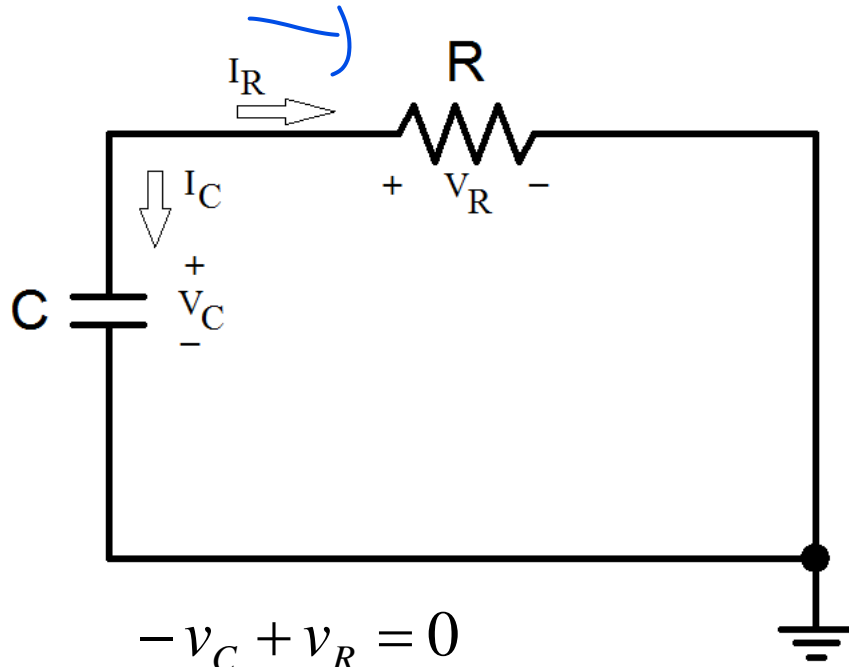 R
I_R
+ V_R −
I_C
+
C V_C
−
−v_C + v_R = 0